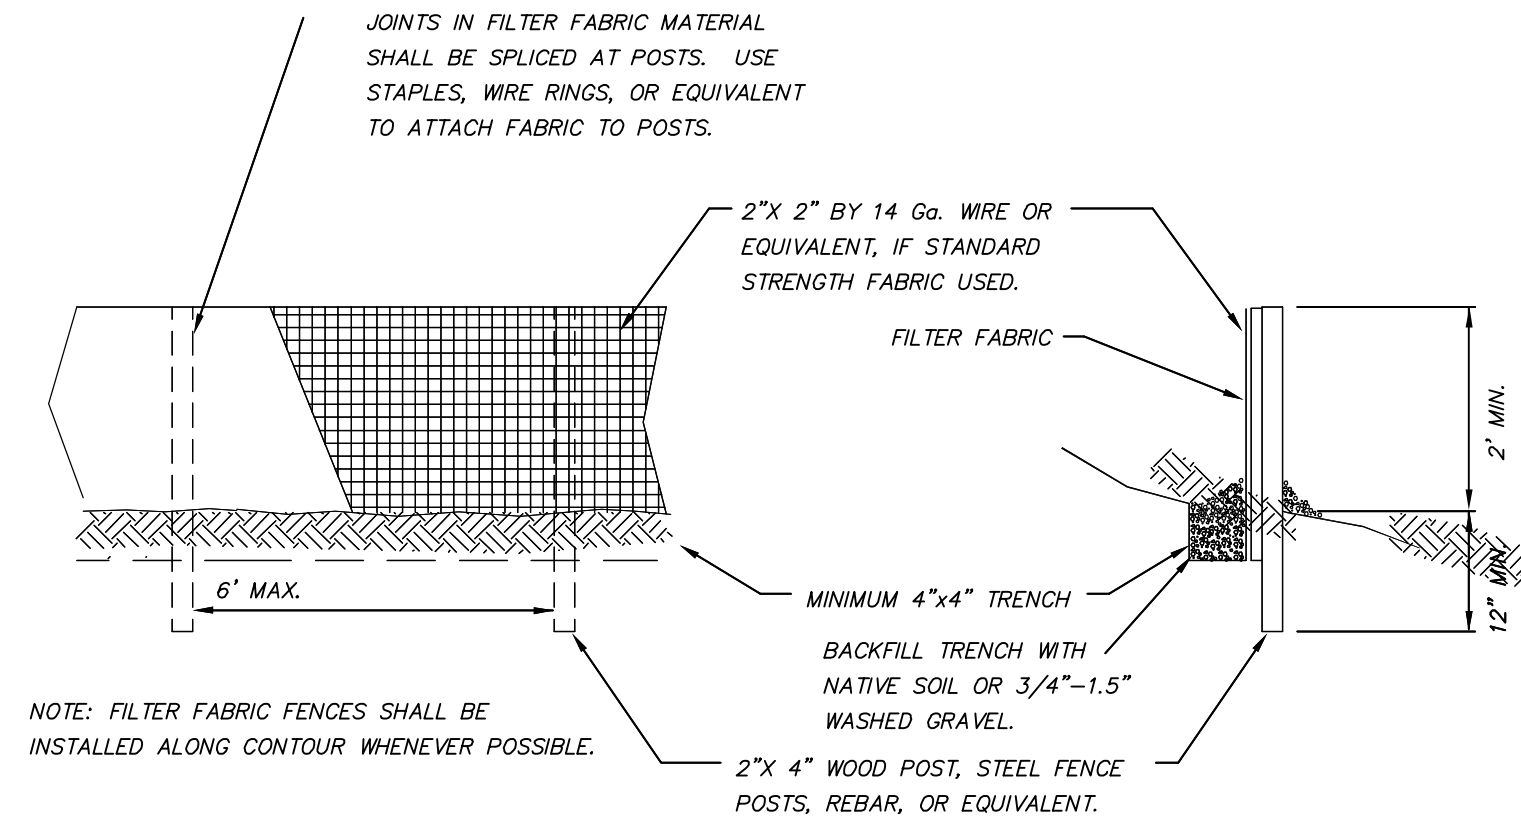 JOINTS IN FILTER FABRIC MATERIAL
SHALL BE SPLICED AT POSTS. USE
STAPLES, WIRE RINGS, OR EQUIVALENT
TO ATTACH FABRIC TO POSTS.
2"X 2" BY 14 Ga. WIRE OR
EQUIVALENT, IF STANDARD
STRENGTH FABRIC USED.
FILTER FABRIC
2' MIN.
12" MIN
6' MAX.
MINIMUM 4"x4" TRENCH
BACKFILL TRENCH WITH
NATIVE SOIL OR 3/4"-1.5"
WASHED GRAVEL.
NOTE: FILTER FABRIC FENCES SHALL BE
INSTALLED ALONG CONTOUR WHENEVER POSSIBLE.
2"X 4" WOOD POST, STEEL FENCE
POSTS, REBAR, OR EQUIVALENT.